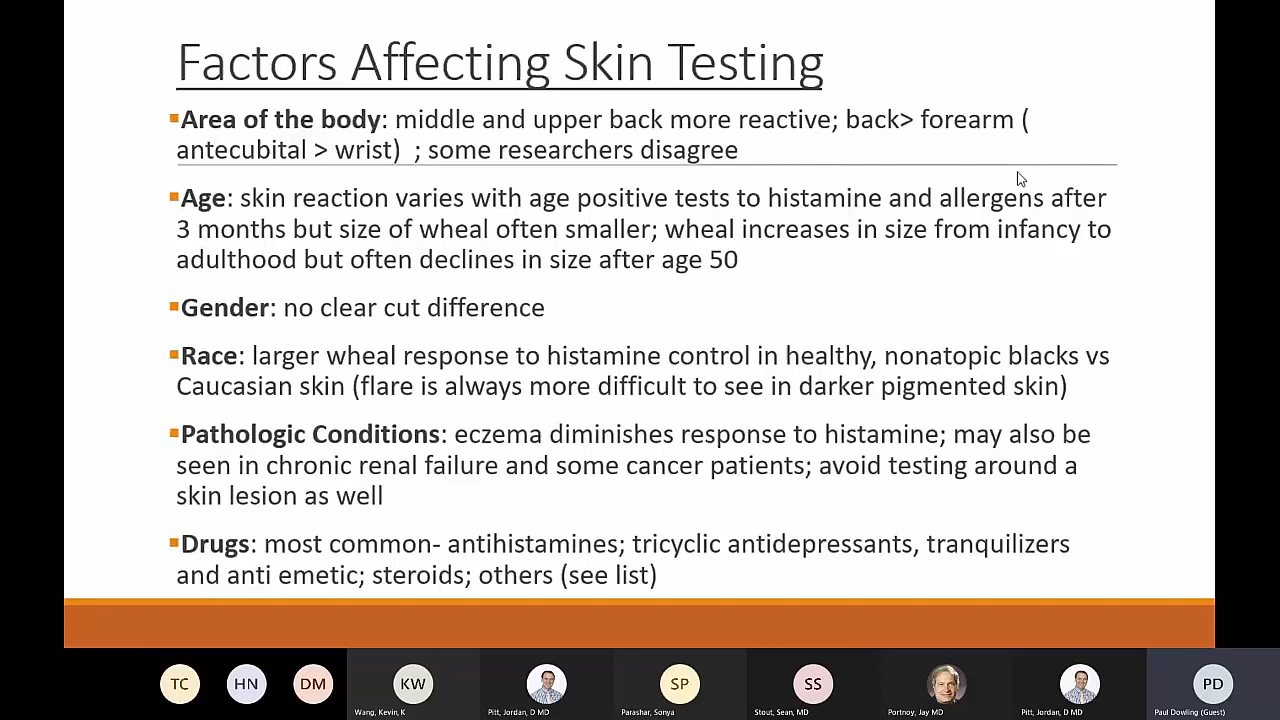 Factors Affecting Skin Testing
▪Area of the body: middle and upper back more reactive; back> forearm (
antecubital > wrist)  ; some researchers disagree
▪Age: skin reaction varies with age positive tests to histamine and allergens after
3 months but size of wheal often smaller; wheal increases in size from infancy to
adulthood but often declines in size after age 50
▪Gender: no clear cut difference
▪Race: larger wheal response to histamine control in healthy, nonatopic blacks vs
Caucasian skin (flare is always more difficult to see in darker pigmented skin)
▪Pathologic Conditions: eczema diminishes response to histamine; may also be
seen in chronic renal failure and some cancer patients; avoid testing around a
skin lesion as well
▪Drugs: most common- antihistamines; tricyclic antidepressants, tranquilizers
and anti emetic; steroids; others (see list)
TC HN DM KW SP SS PD
Wang, Kevin, K Pitt, Jordan, D MD Parashar, Sonya Stout, Sean, MD Portnoy, Jay MD Pitt, Jordan, D MD Paul Dowling (Guest)